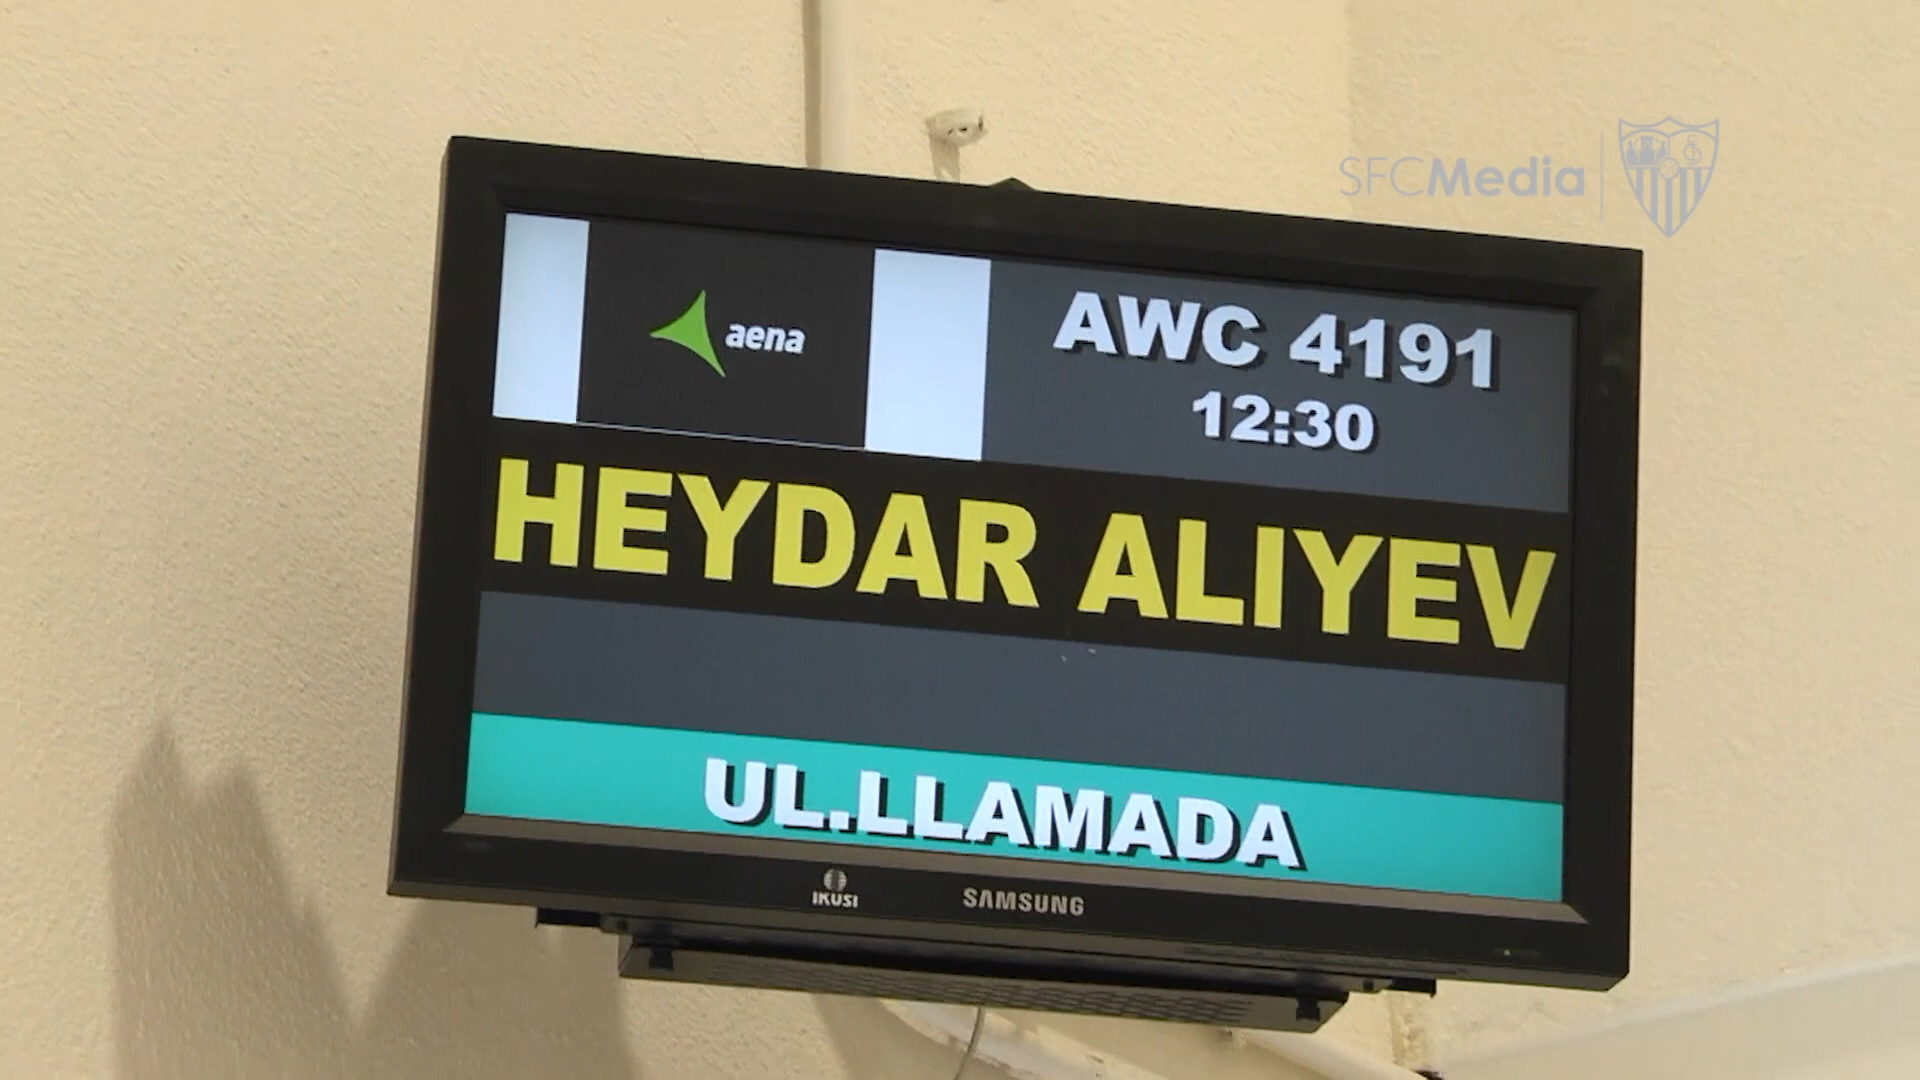 SFCMedia
aena
AWC 4191
12:30
HEYDAR ALIYEV
UL.LLAMADA
IKUSI
SAMSUNG